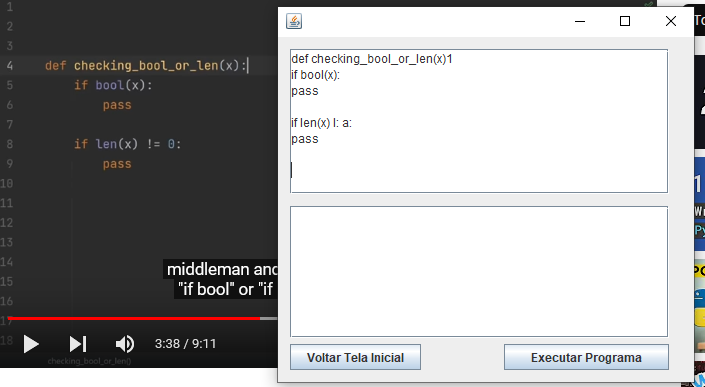 1
2
3
4 def checking_bool_or_len(x):
5 if bool(x):
6 pass
7
8 if len(x) != 0:
9 pass
10
11
12
13
14
15
16
17
18
middleman and
"if bool" or "if
3:38 / 9:11
checking_bool_or_len()
def checking_bool_or_len(x)1
if bool(x):
pass
if len(x) l: a:
pass
Voltar Tela Inicial
Executar Programa
To
1
Wr
Py
PO